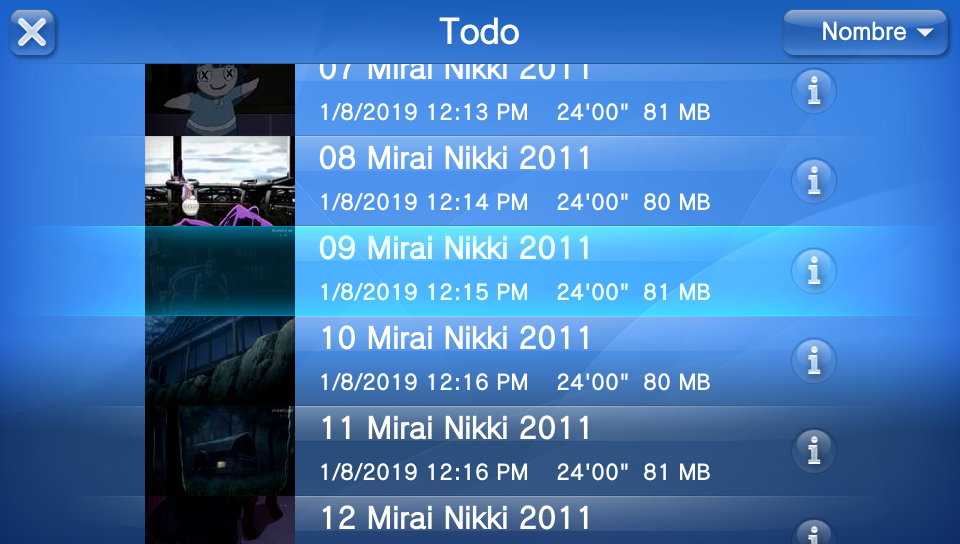 Todo
Nombre
07 Mirai Nikki 2011
1/8/2019 12:13 PM 24'00" 81 MB
08 Mirai Nikki 2011
1/8/2019 12:14 PM 24'00" 80 MB
09 Mirai Nikki 2011
1/8/2019 12:15 PM 24'00" 81 MB
10 Mirai Nikki 2011
1/8/2019 12:16 PM 24'00" 80 MB
11 Mirai Nikki 2011
1/8/2019 12:16 PM 24'00" 81 MB
12 Mirai Nikki 2011